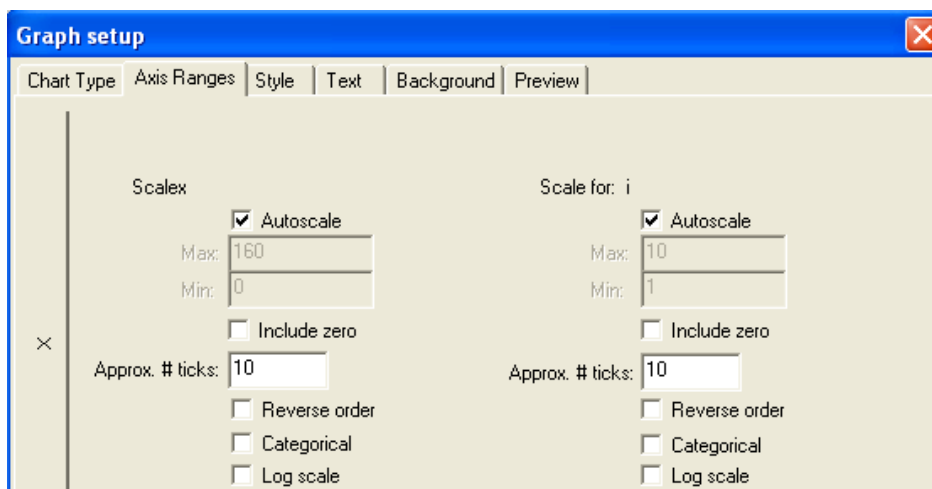 Graph setup
Chart Type Axis Ranges Style Text Background Preview
Scalex Scale for: i
Autoscale Autoscale
Max: 160 Max: 10
Min: 0 Min: 1
Include zero Include zero
X
Approx. # ticks: 10 Approx. # ticks: 10
Reverse order Reverse order
Categorical Categorical
Log scale Log scale